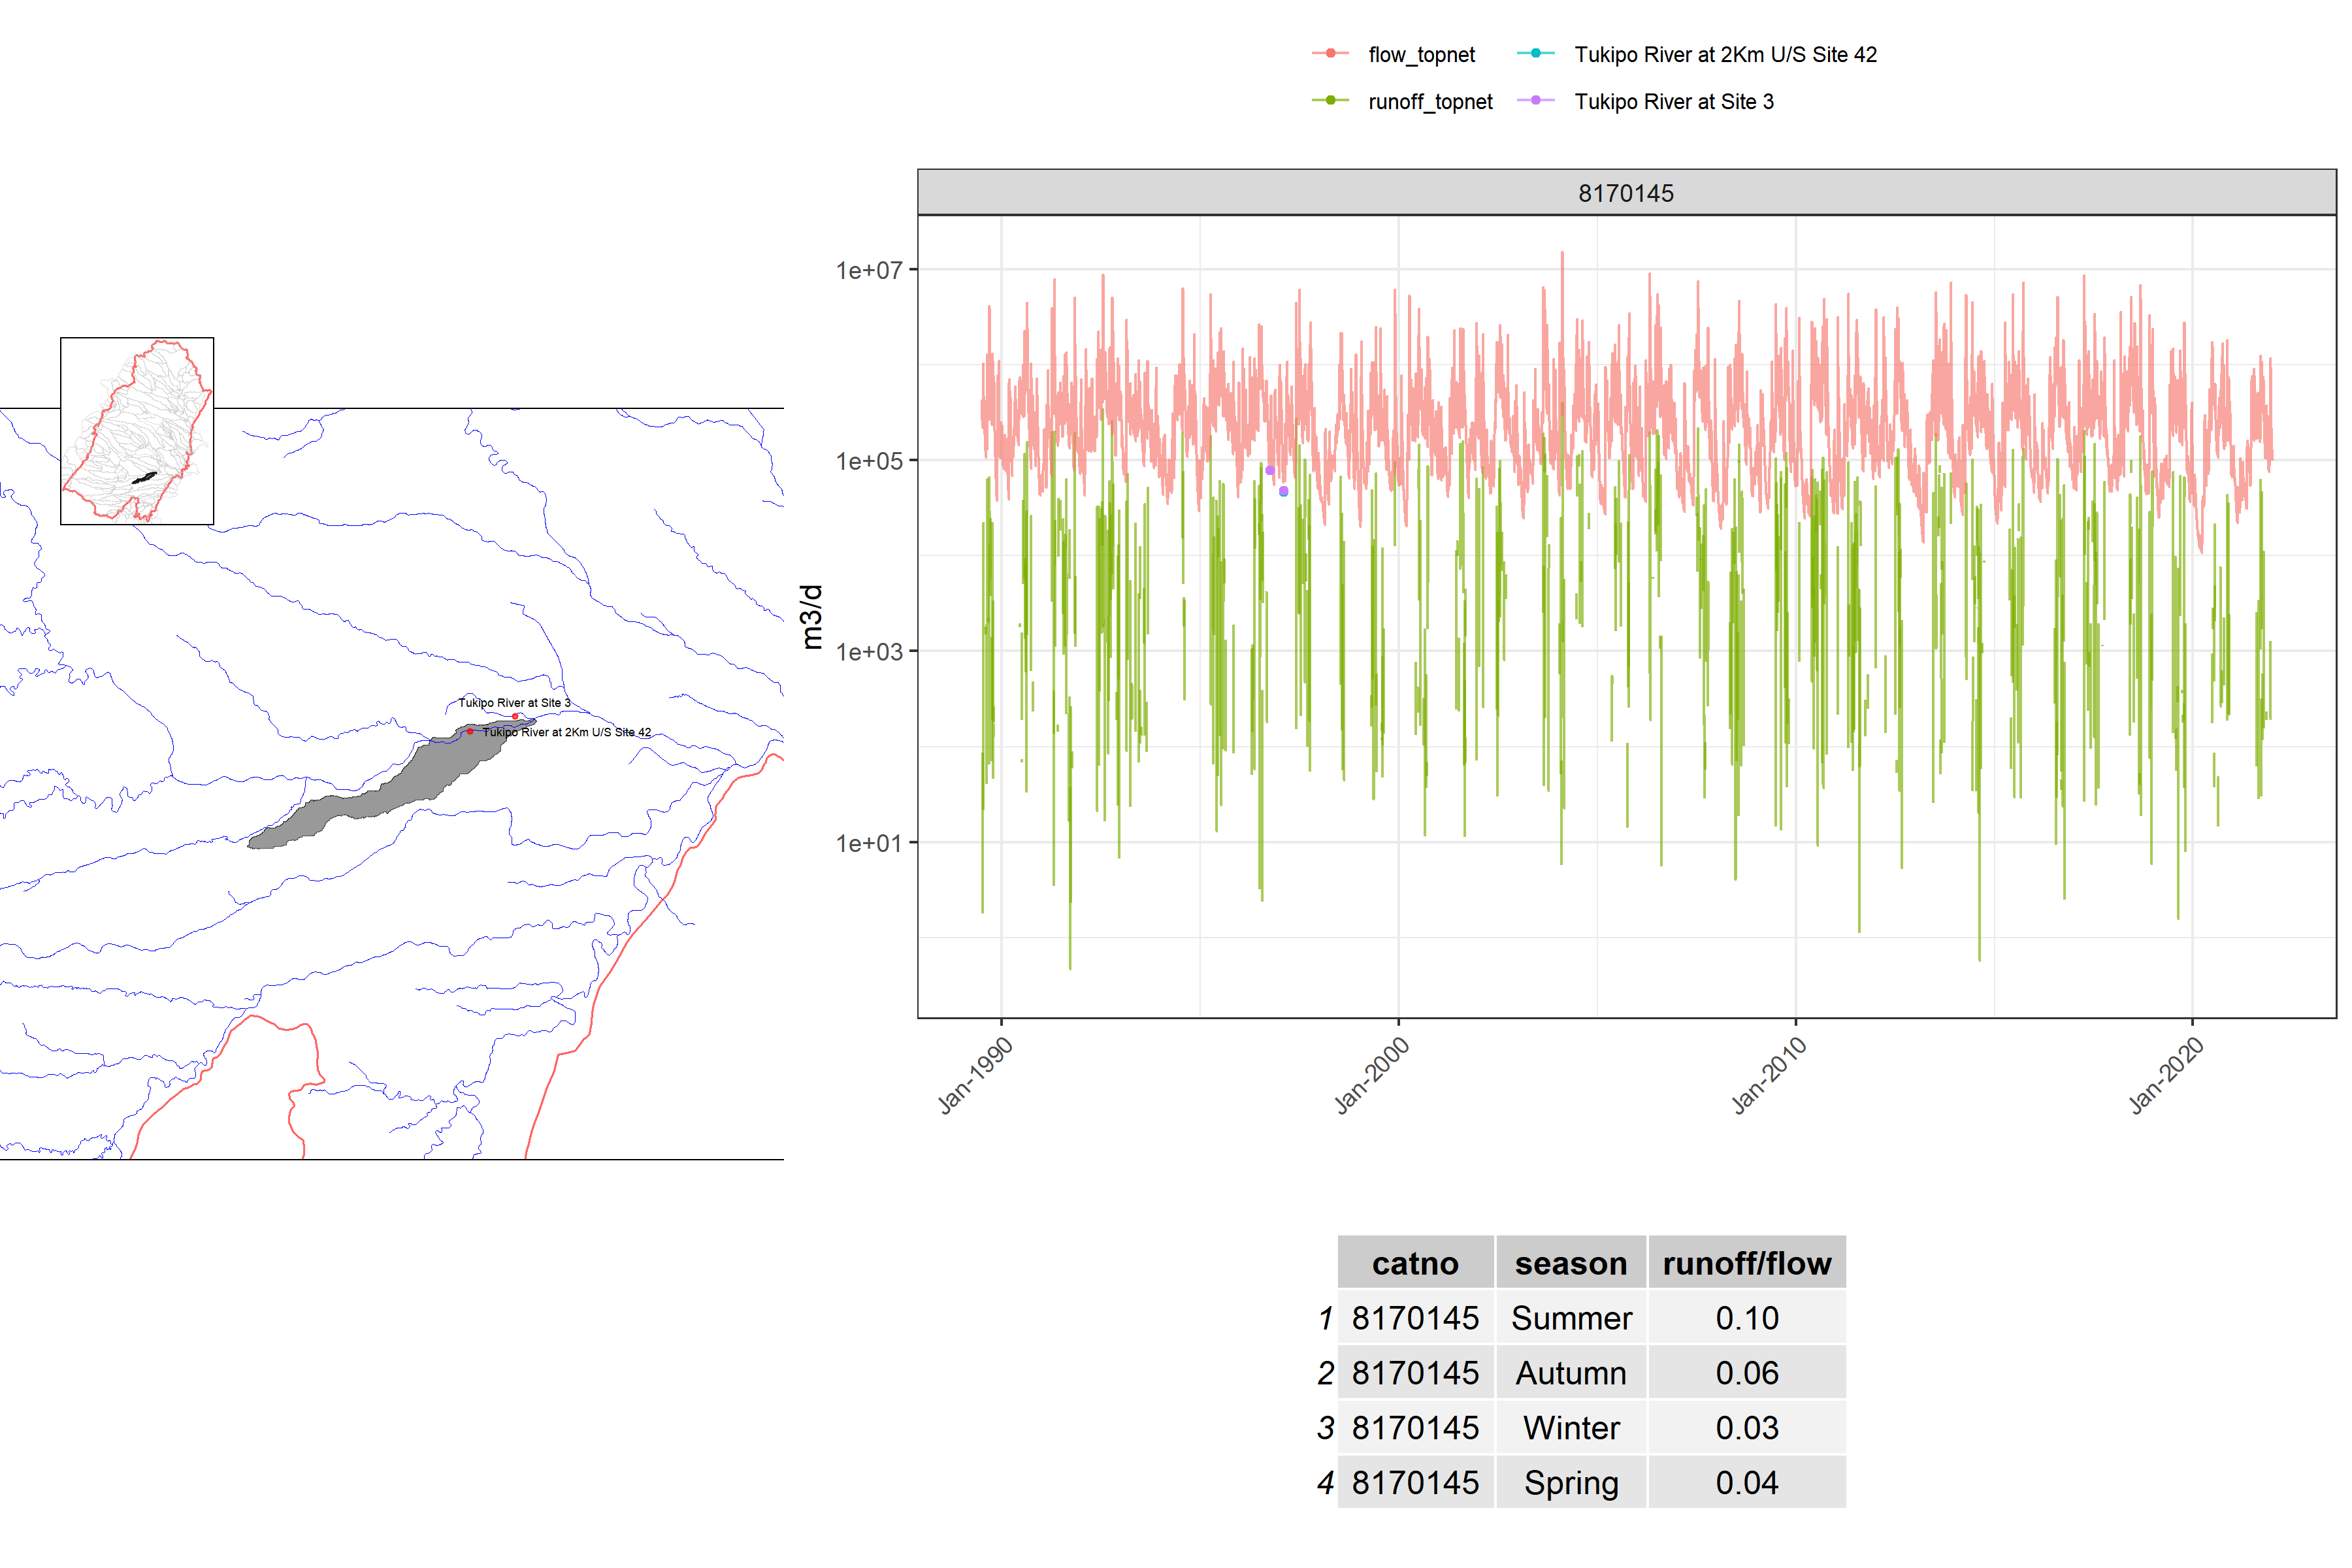 flow_topnet
Tukipo River at 2Km U/S Site 42
runoff_topnet
Tukipo River at Site 3
8170145
1e+07
1e+05
1e+03
1e+01
m3/d
Jan-1990
Jan-2000
Jan-2010
Jan-2020
Tukipo River at Site 3
Tukipo River at 2Km U/S Site 42
catno season runoff/flow
1 8170145 Summer 0.10
2 8170145 Autumn 0.06
3 8170145 Winter 0.03
4 8170145 Spring 0.04